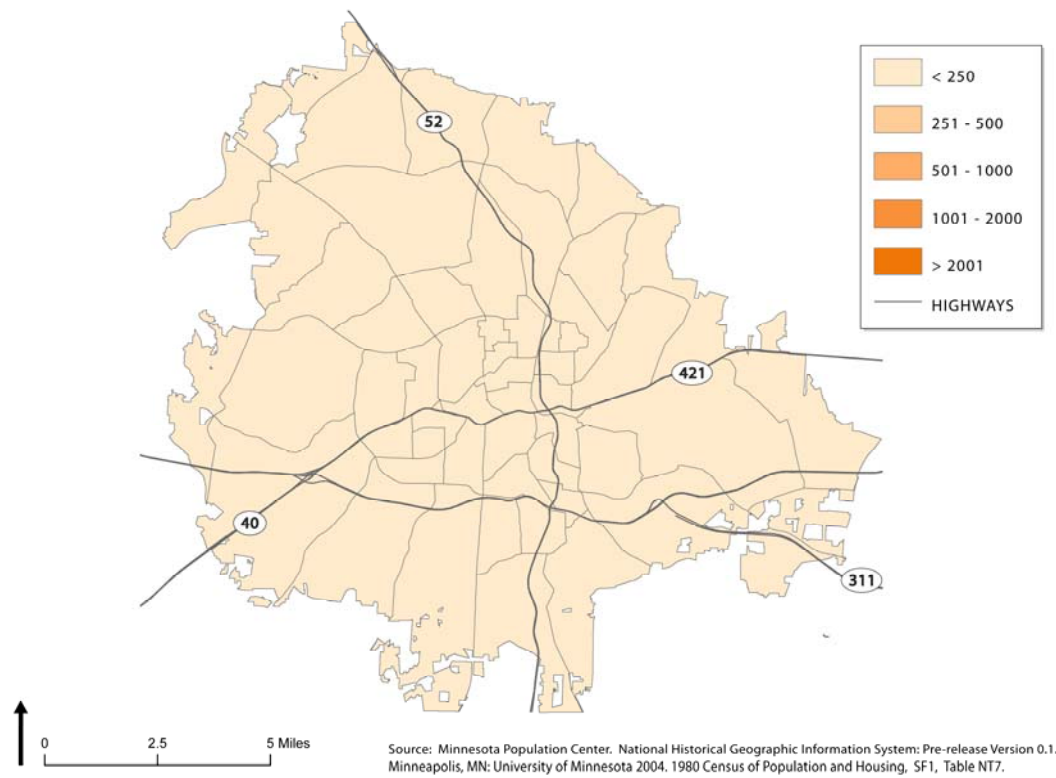 52
< 250
251 - 500
501 - 1000
1001 - 2000
> 2001
HIGHWAYS
421
40
311
0 2.5 5 Miles
Source: Minnesota Population Center. National Historical Geographic Information System: Pre-release Version 0.1.
Minneapolis, MN: University of Minnesota 2004. 1980 Census of Population and Housing, SF1, Table NT7.